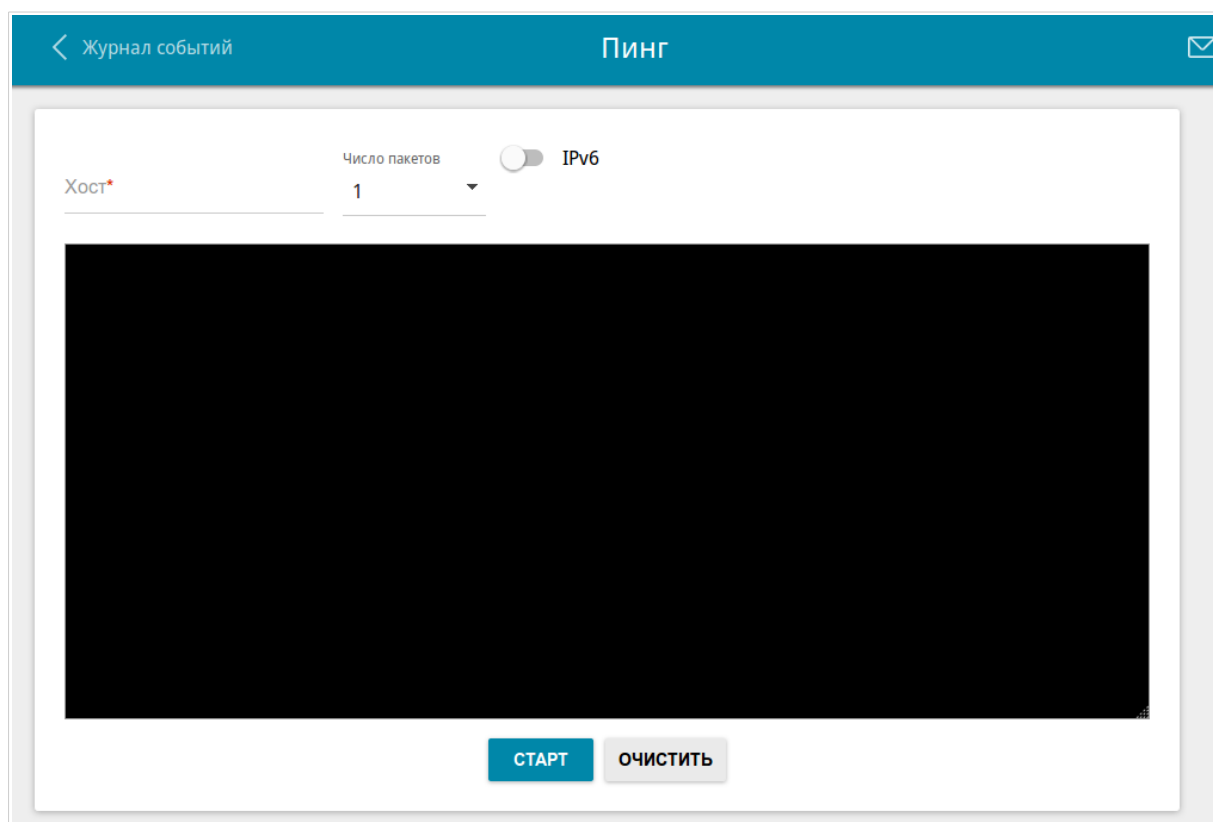 Журнал событий
Пинг
Число пакетов
IPv6
Хост*
1
СТАРТ
ОЧИСТИТЬ